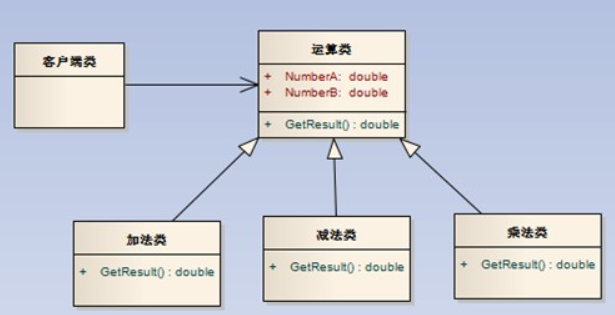 客户端类
运算类
+ NumberA: double
+ NumberB: double
+ GetResult() : double
加法类
+ GetResult() : double
减法类
+ GetResult() : double
乘法类
+ GetResult() : double